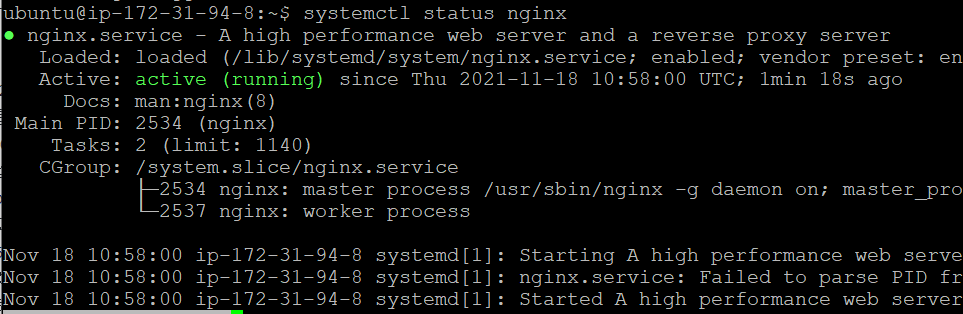 ubuntu@ip-172-31-94-8:~$ systemctl status nginx
● nginx.service - A high performance web server and a reverse proxy server
Loaded: loaded (/lib/systemd/system/nginx.service; enabled; vendor preset: en
Active: active (running) since Thu 2021-11-18 10:58:00 UTC; 1min 18s ago
Docs: man:nginx(8)
Main PID: 2534 (nginx)
Tasks: 2 (limit: 1140)
CGroup: /system.slice/nginx.service
├─2534 nginx: master process /usr/sbin/nginx -g daemon on; master_pro
└─2537 nginx: worker process
Nov 18 10:58:00 ip-172-31-94-8 systemd[1]: Starting A high performance web serve
Nov 18 10:58:00 ip-172-31-94-8 systemd[1]: nginx.service: Failed to parse PID fr
Nov 18 10:58:00 ip-172-31-94-8 systemd[1]: Started A high performance web server